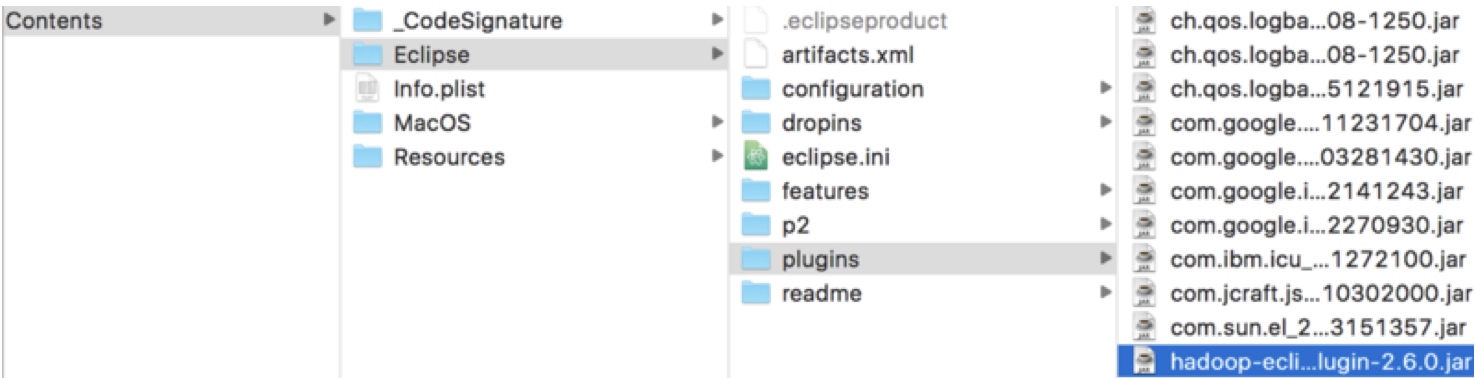 Contents
_CodeSignature
Eclipse
Info.plist
MacOS
Resources
.eclipseproduct
artifacts.xml
configuration
dropins
eclipse.ini
features
p2
plugins
readme
ch.qos.logba...08-1250.jar
ch.qos.logba...08-1250.jar
ch.qos.logba...5121915.jar
com.google....11231704.jar
com.google....03281430.jar
com.google.i...2141243.jar
com.google.i...2270930.jar
com.ibm.icu_...1272100.jar
com.jcraft.js...10302000.jar
com.sun.el_2...3151357.jar
hadoop-ecli...lugin-2.6.0.jar